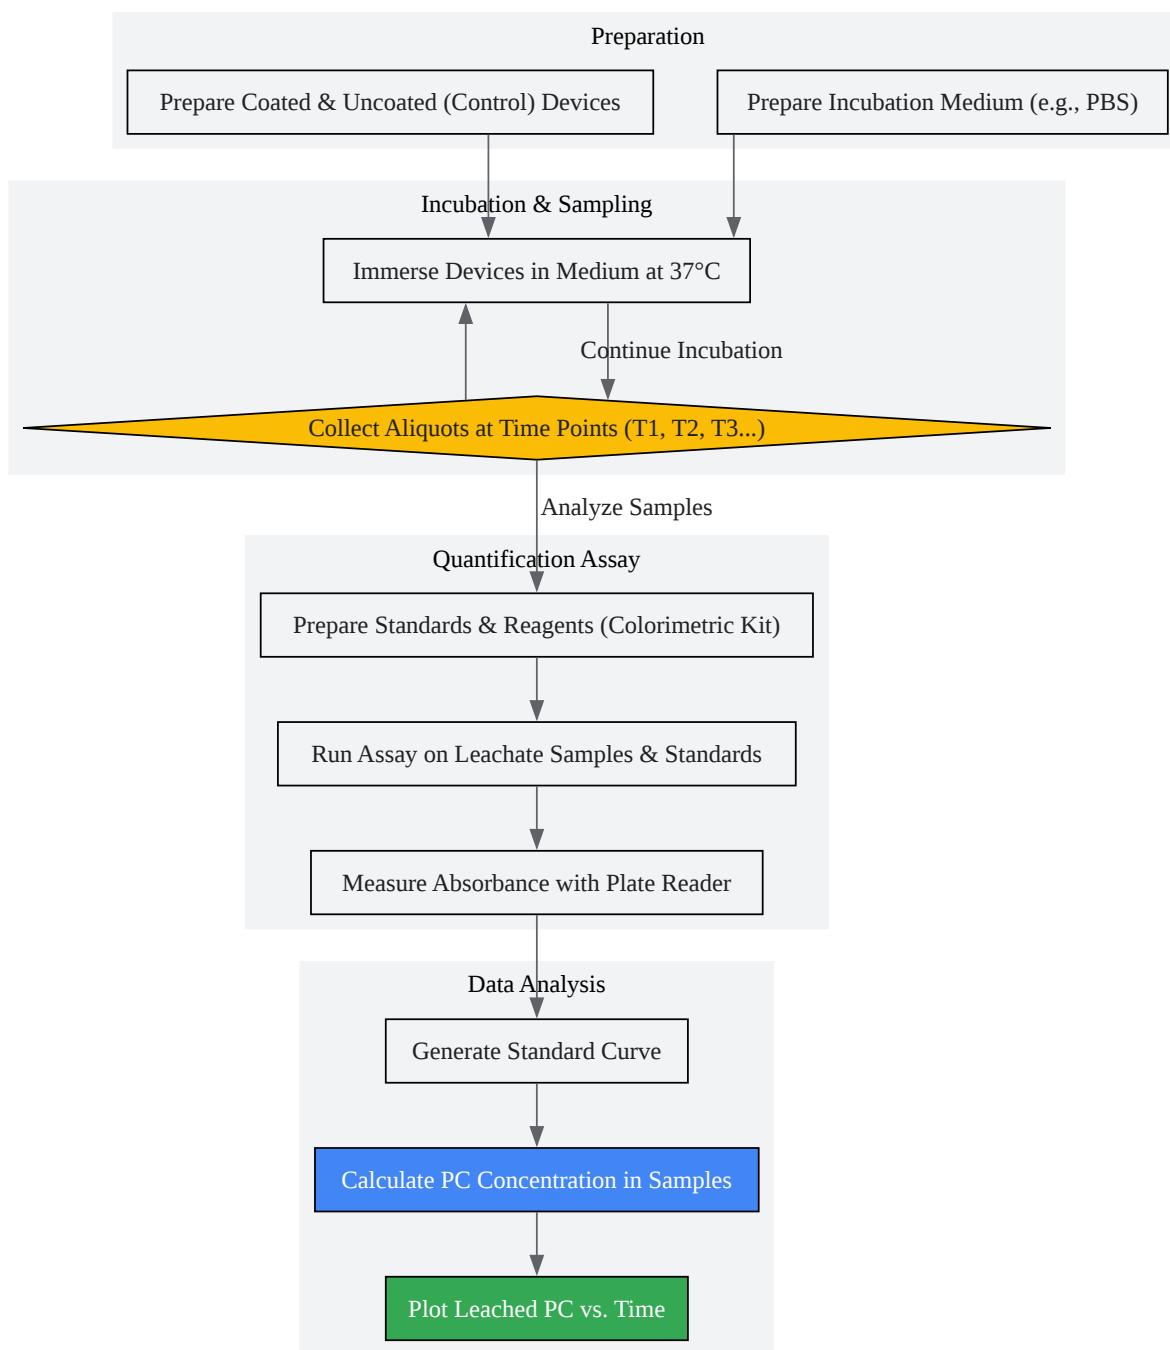 Preparation
Prepare Coated & Uncoated (Control) Devices
Prepare Incubation Medium (e.g., PBS)
Incubation & Sampling
Immerse Devices in Medium at 37°C
Continue Incubation
Collect Aliquots at Time Points (T1, T2, T3...)
Analyze Samples
Quantification Assay
Prepare Standards & Reagents (Colorimetric Kit)
Run Assay on Leachate Samples & Standards
Measure Absorbance with Plate Reader
Data Analysis
Generate Standard Curve
Calculate PC Concentration in Samples
Plot Leached PC vs. Time